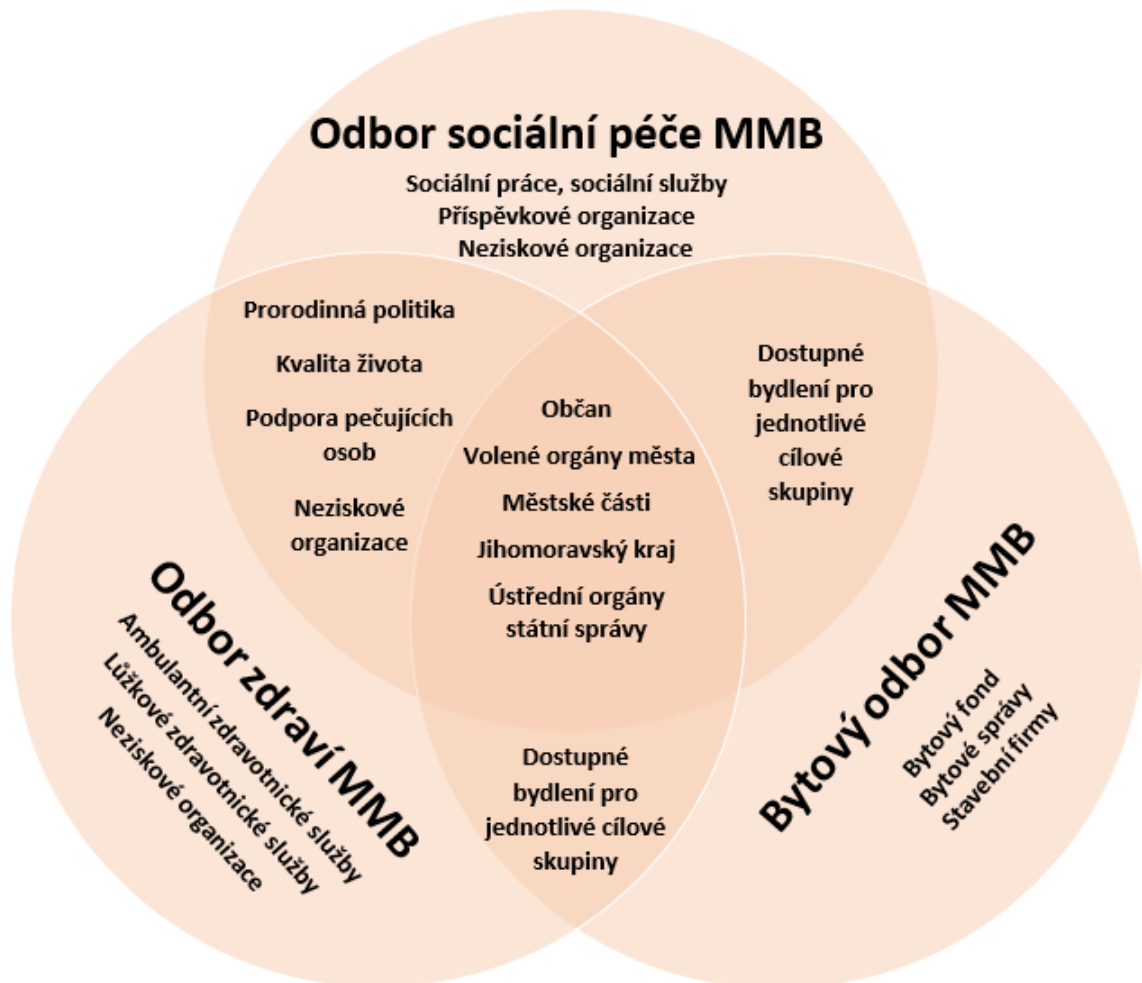 Odbor sociální péče MMB
Sociální práce, sociální služby
Příspěvkové organizace
Neziskové organizace
Prorodinná politika
Kvalita života
Podpora pečujících
osob
Neziskové
organizace
Občan
Volené orgány města
Městské části
Jihomoravský kraj
Ústřední orgány
státní správy
Dostupné
bydlení pro
jednotlivé
cílové
skupiny
Odbor zdraví MMB
Ambulantní zdravotnické služby
Lůžkové zdravotnické služby
Neziskové organizace
Dostupné
bydlení pro
jednotlivé cílové
skupiny
Bytový odbor MMB
Bytový fond
Bytové správy
Stavební firmy